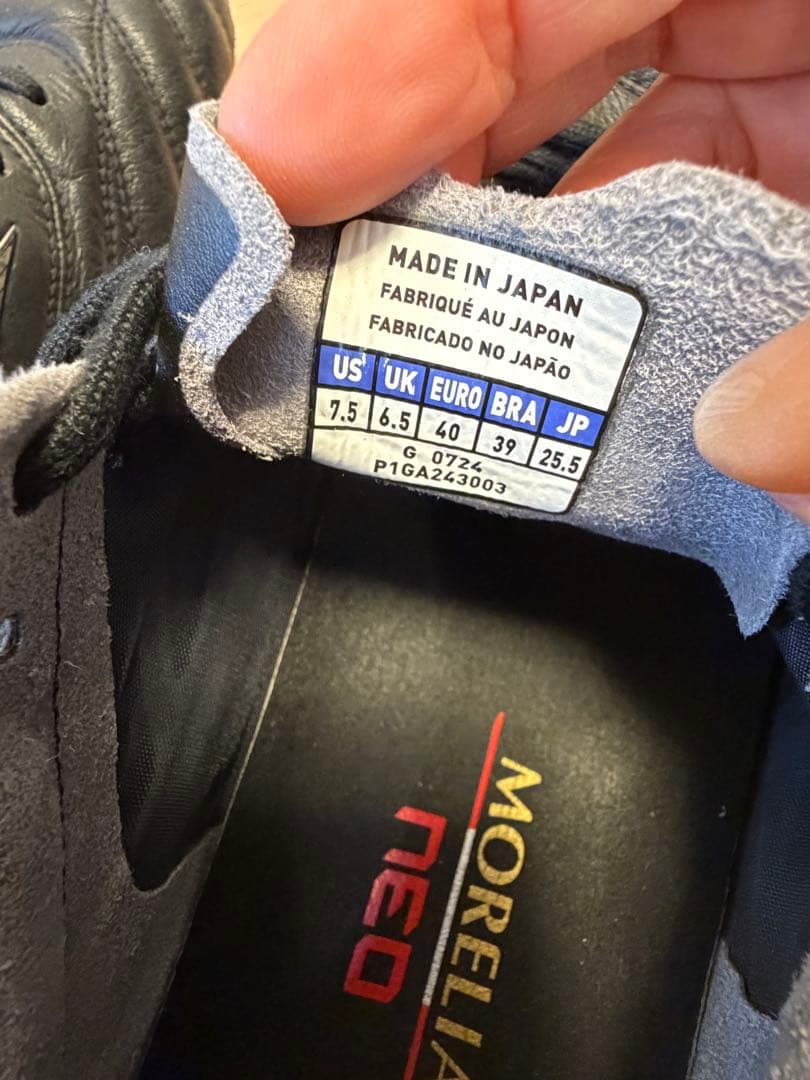 MADE IN JAPAN
FABRIQUÉ AU JAPON
FABRICADO NO JAPÃO
US UK EURO BRA JP
7.5 6.5 40 39 25.5
G 0724
P1GA243003
MORELIA
NEO